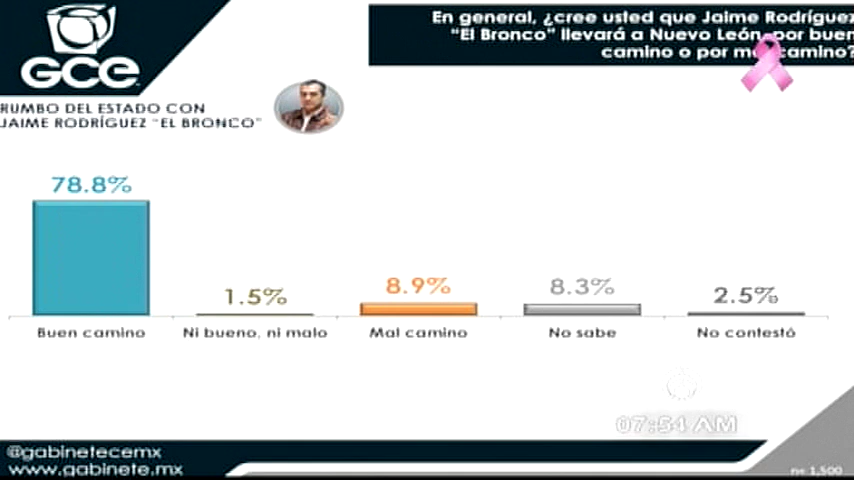 GCE
En general, ¿cree usted que Jaime Rodríguez
"El Bronco" llevará a Nuevo León, por buen
camino o por mal camino?
RUMBO DEL ESTADO CON
JAIME RODRÍGUEZ "EL BRONCO"
78.8%
1.5%
8.9%
8.3%
2.5%
Buen camino
Ni bueno, ni malo
Mal camino
No sabe
No contestó
07:54 AM
@gabinetecemx
www.gabinete.mx
n= 1,500